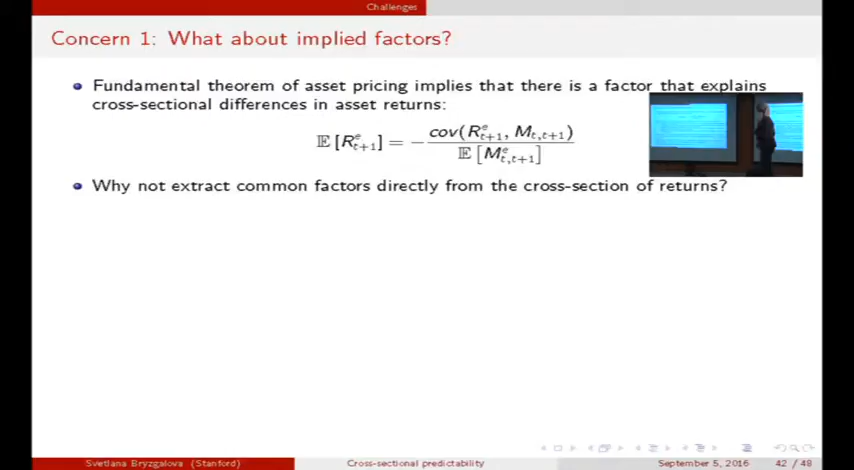 Challenges
Concern 1: What about implied factors?
Fundamental theorem of asset pricing implies that there is a factor that explains
cross-sectional differences in asset returns:
𝔼 [R^e_{t+1}] = − cov(R^e_{t+1}, M_{t,t+1}) / 𝔼 [M^e_{t,t+1}]
Why not extract common factors directly from the cross-section of returns?
Svetlana Bryzgalova (Stanford) Cross-sectional predictability September 5, 2016 42 / 48